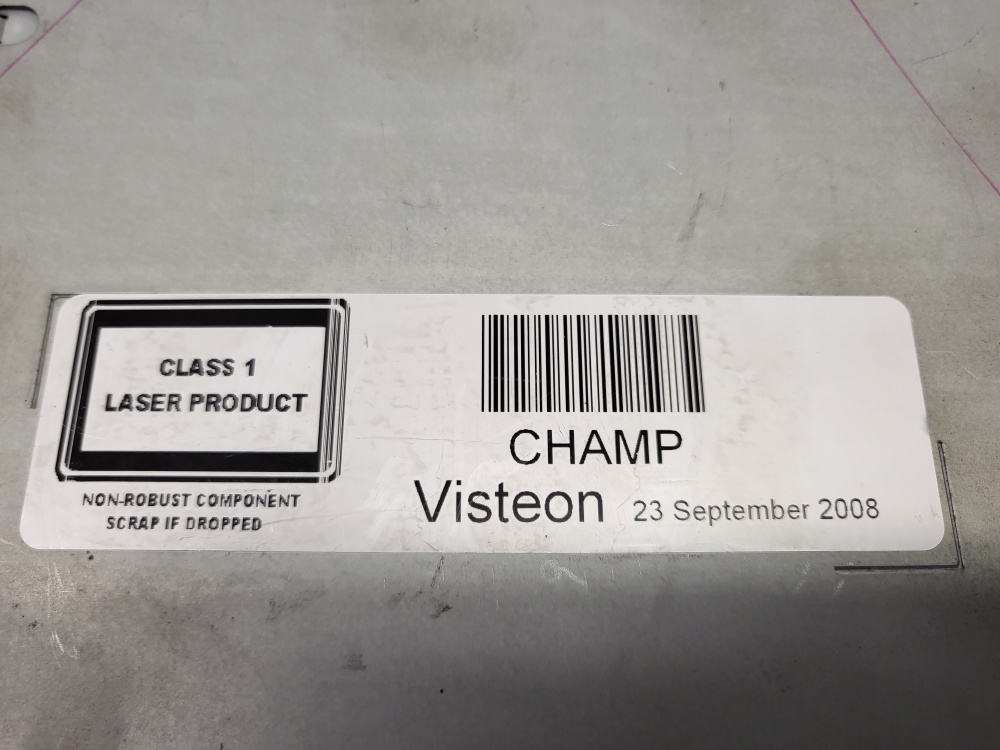 CLASS 1
LASER PRODUCT
NON-ROBUST COMPONENT
SCRAP IF DROPPED
CHAMP
Visteon 23 September 2008